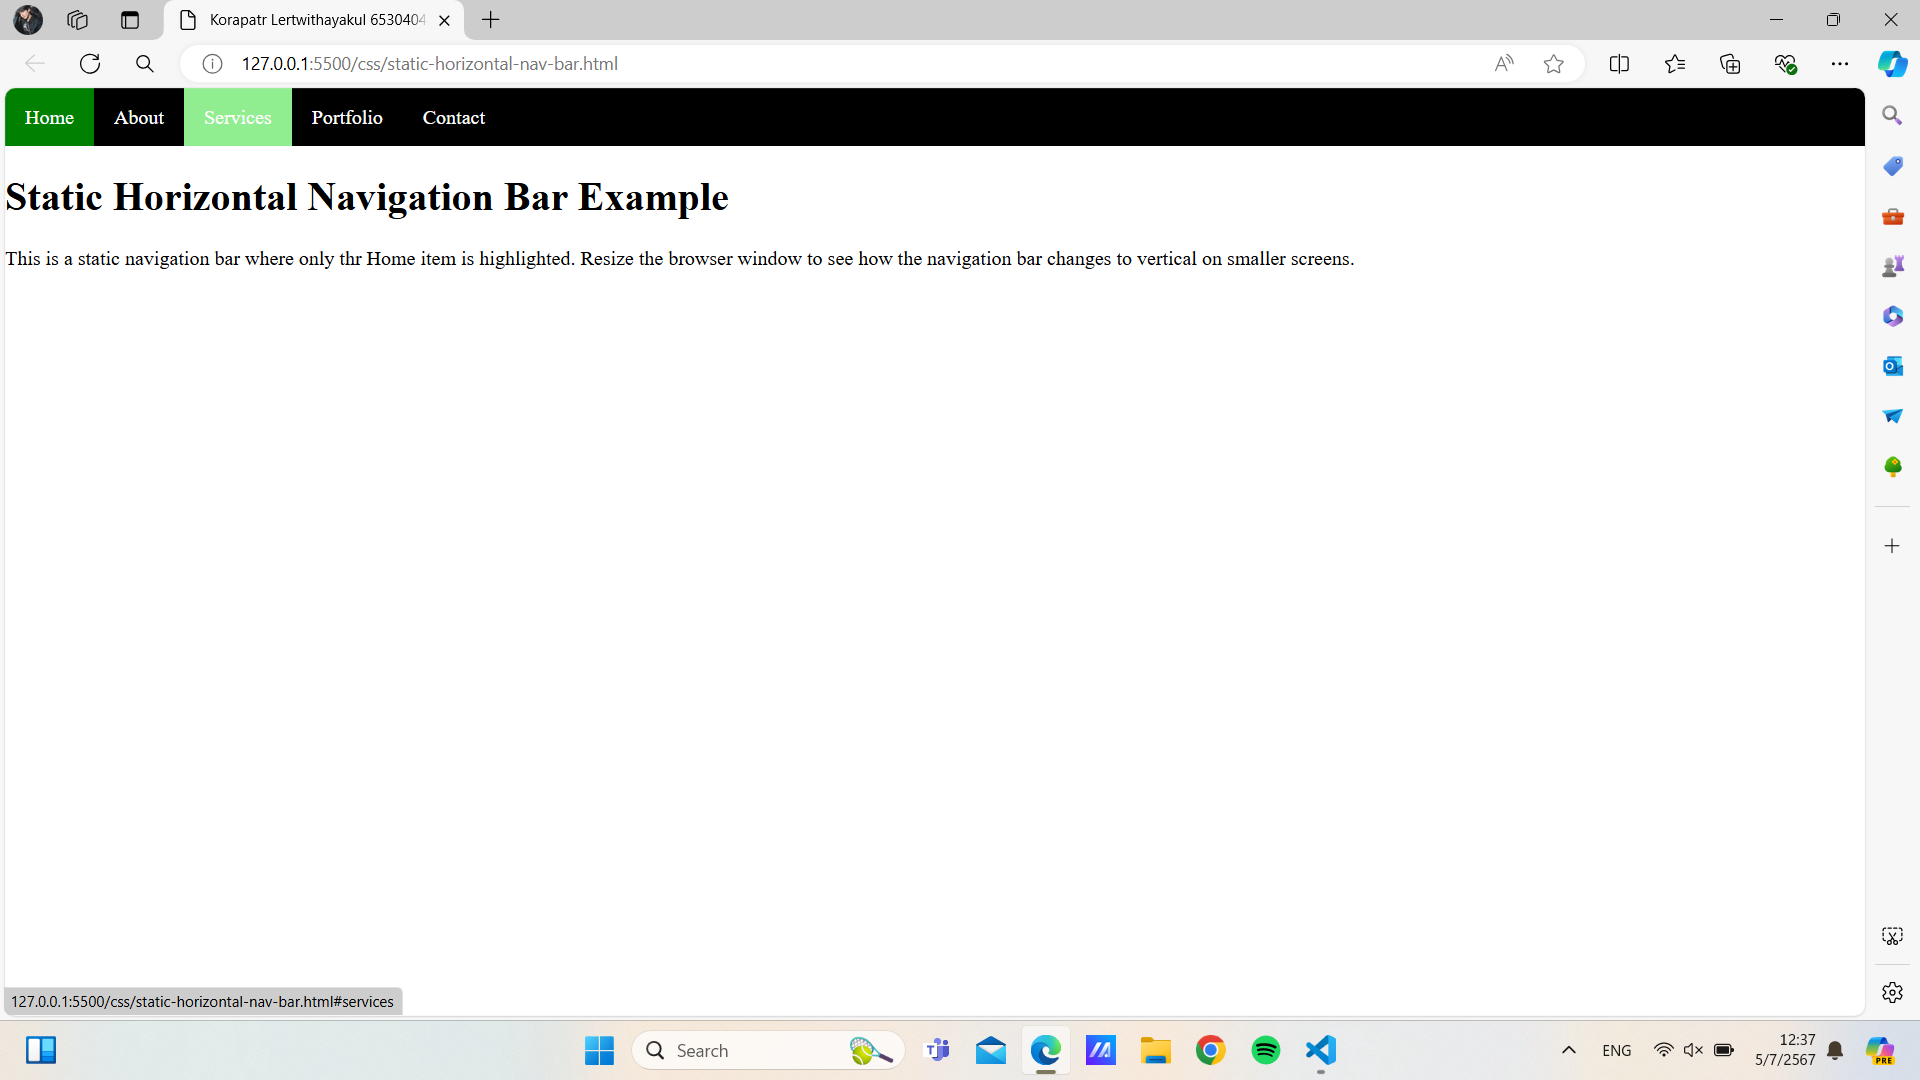 Korapatr Lertwithayakul 6530404
127.0.0.1:5500/css/static-horizontal-nav-bar.html
Home About Services Portfolio Contact
Static Horizontal Navigation Bar Example
This is a static navigation bar where only thr Home item is highlighted. Resize the browser window to see how the navigation bar changes to vertical on smaller screens.
127.0.0.1:5500/css/static-horizontal-nav-bar.html#services
Search
ENG
12:37
5/7/2567
PRE